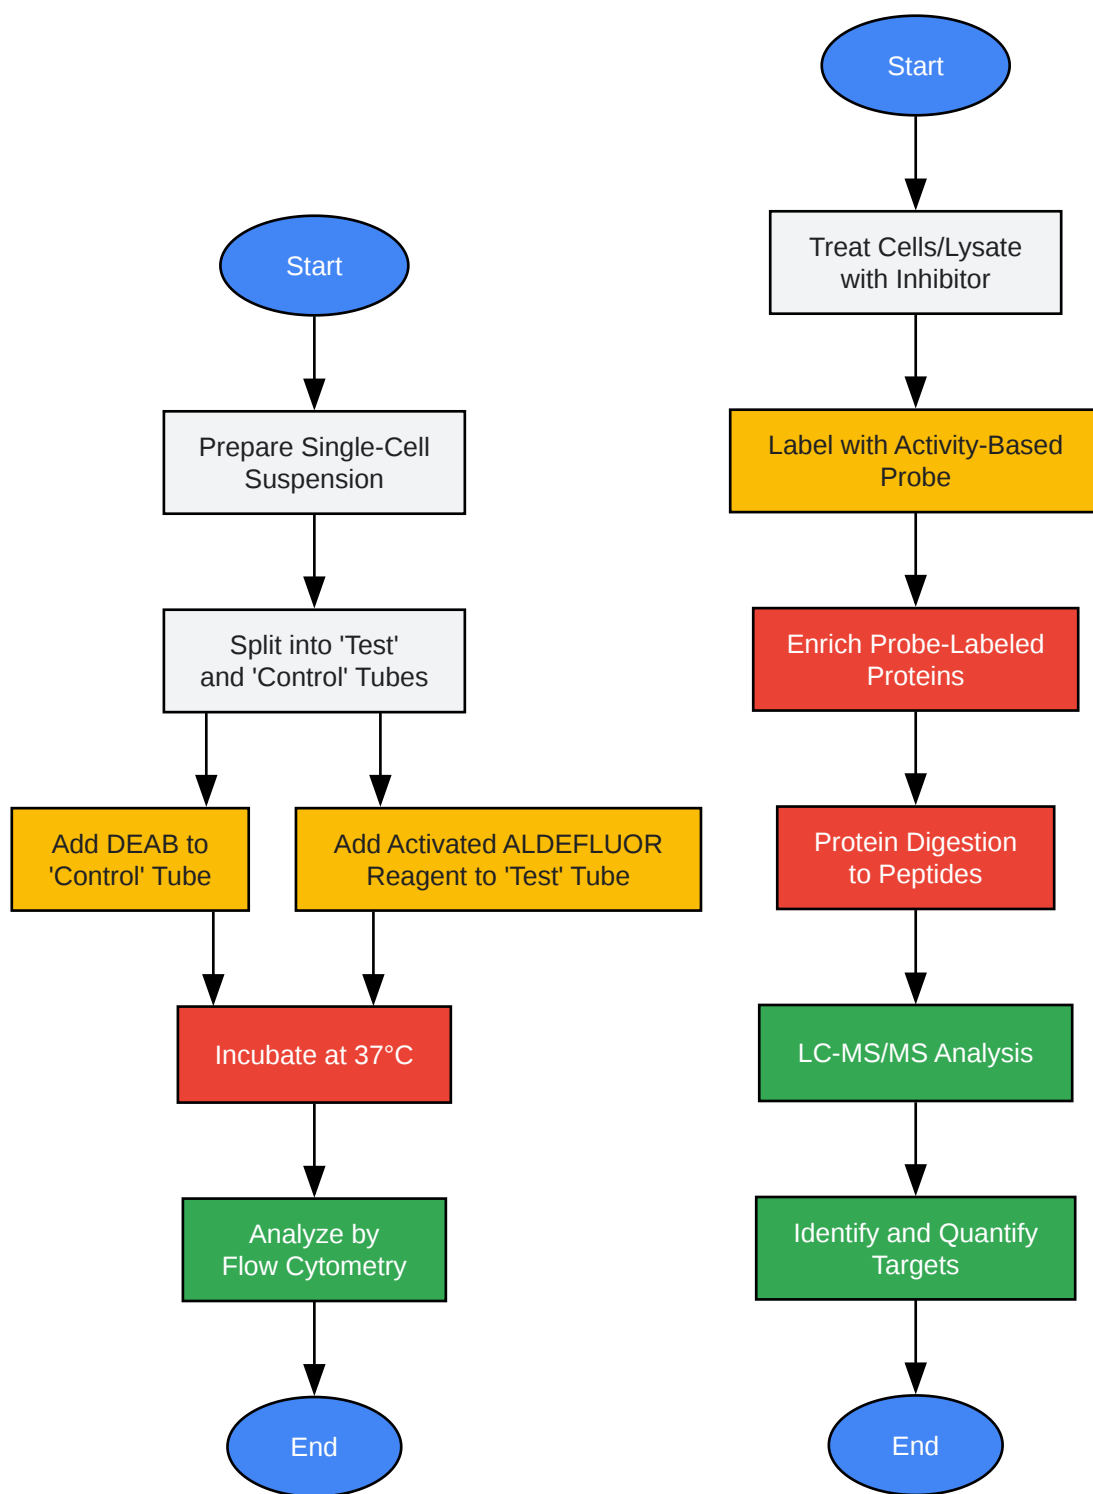 Start
Prepare Single-Cell
Suspension
Split into 'Test'
and 'Control' Tubes
Add DEAB to
'Control' Tube
Add Activated ALDEFLUOR
Reagent to 'Test' Tube
Incubate at 37°C
Analyze by
Flow Cytometry
End
Start
Treat Cells/Lysate
with Inhibitor
Label with Activity-Based
Probe
Enrich Probe-Labeled
Proteins
Protein Digestion
to Peptides
LC-MS/MS Analysis
Identify and Quantify
Targets
End